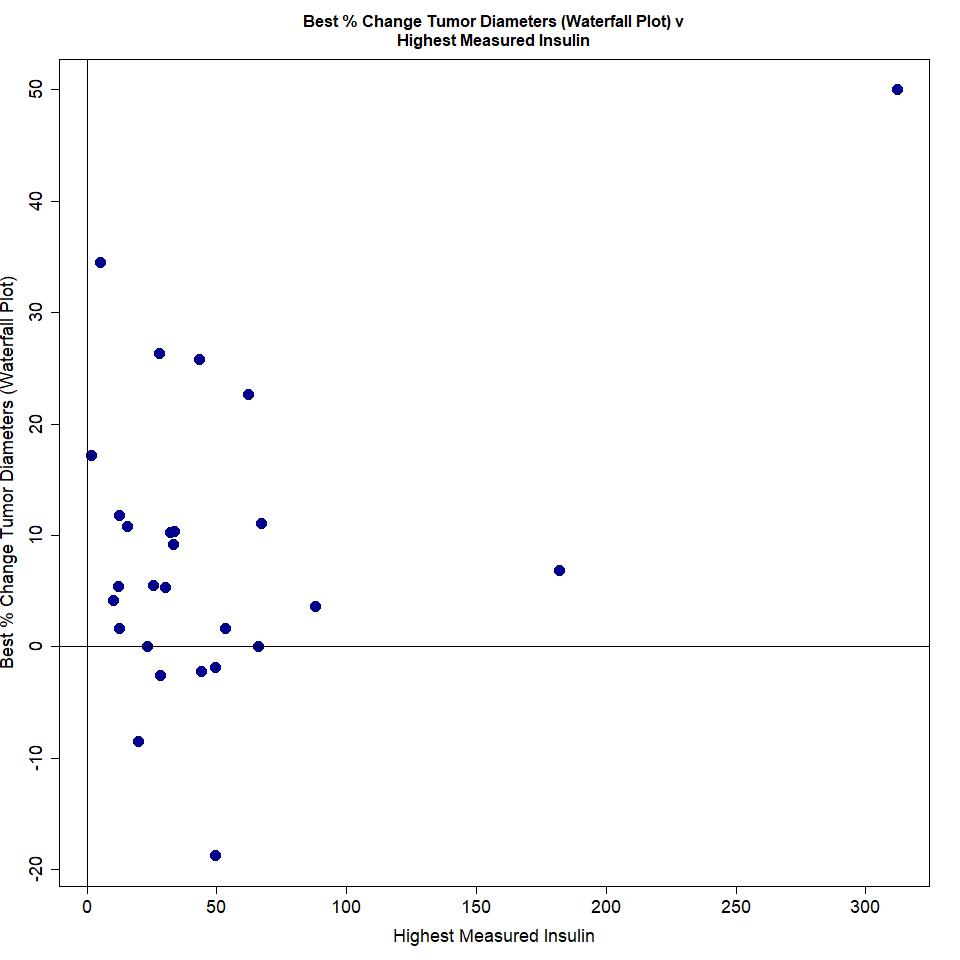 Best % Change Tumor Diameters (Waterfall Plot) v
Highest Measured Insulin
Best % Change Tumor Diameters (Waterfall Plot)
50
40
30
20
10
0
-10
-20
0 50 100 150 200 250 300
Highest Measured Insulin